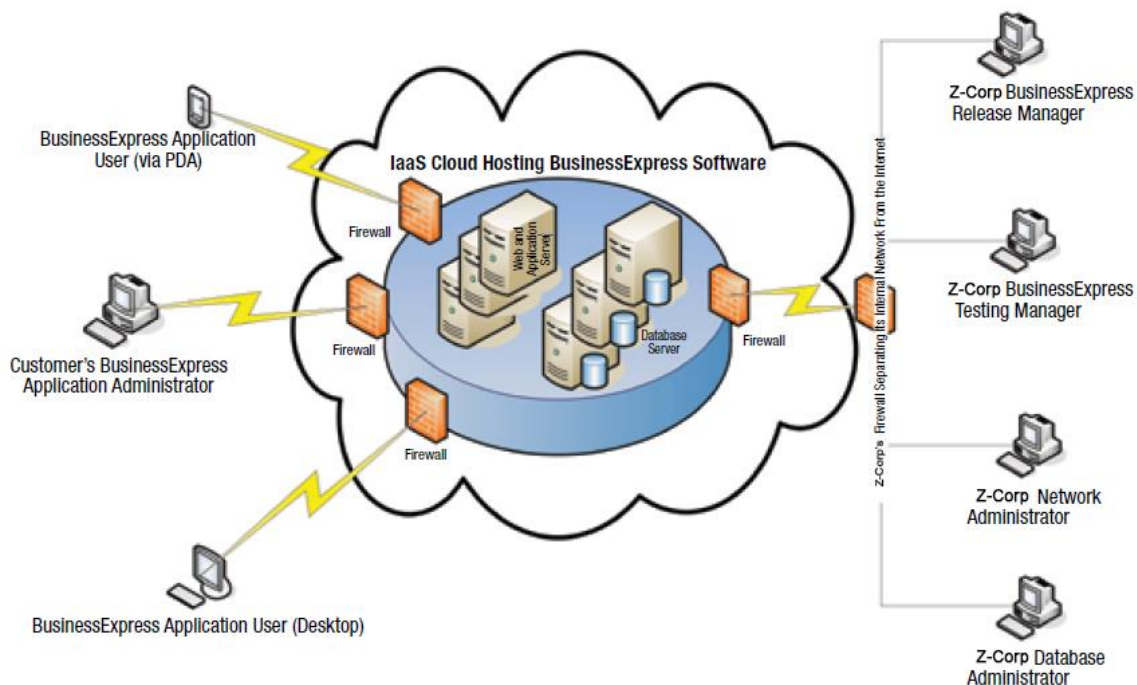 BusinessExpress Application
User (via PDA)
IaaS Cloud Hosting BusinessExpress Software
Firewall
Web and
Application
Server
Customer's BusinessExpress
Application Administrator
Firewall
Database
Server
Firewall
Firewall
BusinessExpress Application User (Desktop)
Z-Corp's Firewall Separating Its Internal Network From the Internet
Z-Corp BusinessExpress
Release Manager
Z-Corp BusinessExpress
Testing Manager
Z-Corp Network
Administrator
Z-Corp Database
Administrator